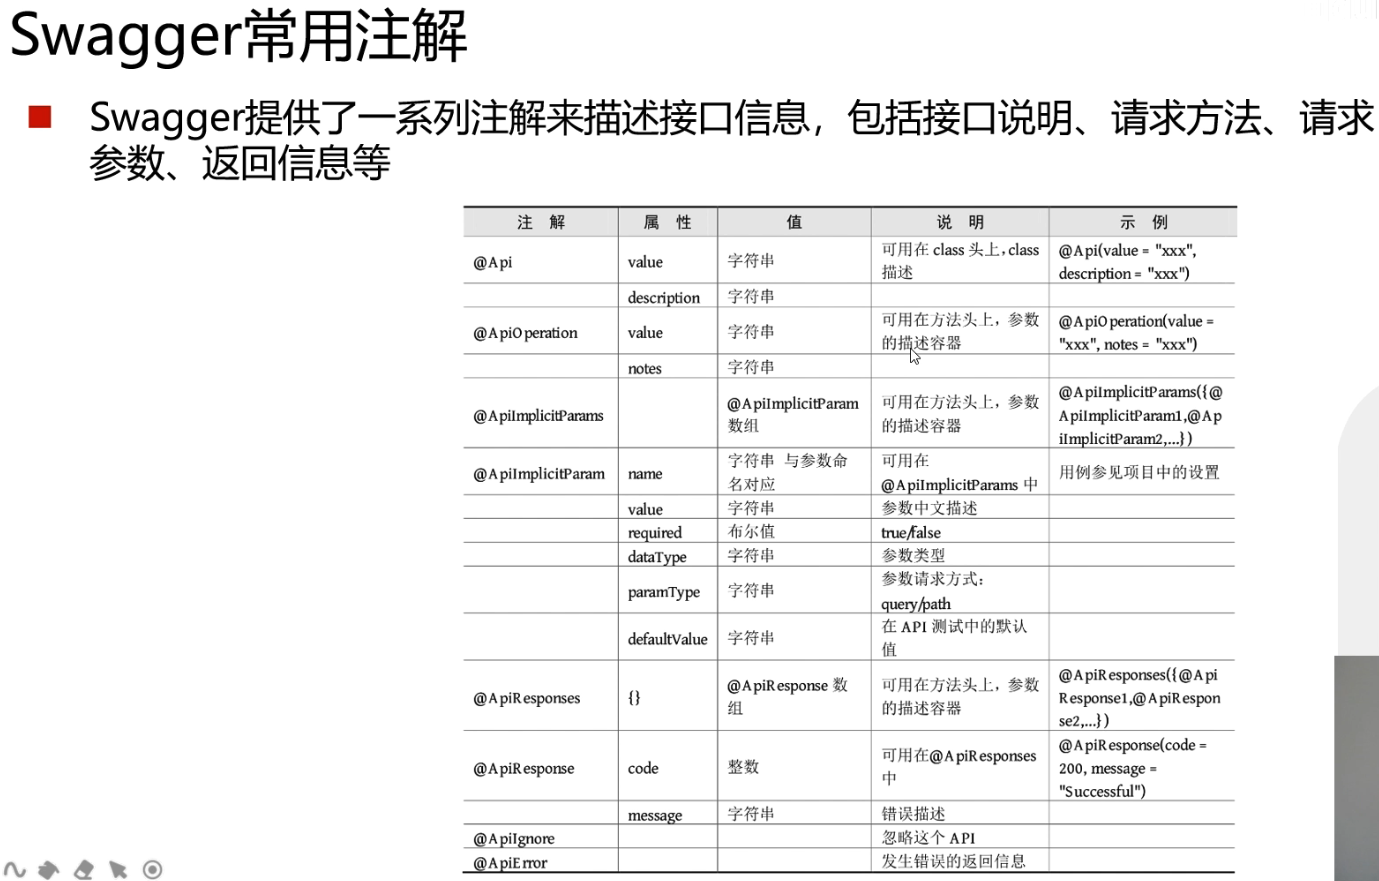 Swagger常用注解
Swagger提供了一系列注解来描述接口信息，包括接口说明、请求方法、请求
参数、返回信息等
注 解 属 性 值 说 明 示 例
@Api value 字符串 可用在 class 头上，class 描述 @Api(value = "xxx", description = "xxx")
description 字符串
@ApiOperation value 字符串 可用在方法头上，参数的描述容器 @ApiOperation(value = "xxx", notes = "xxx")
notes 字符串
@ApiImplicitParams @ApiImplicitParam 数组 可用在方法头上，参数的描述容器 @ApiImplicitParams({@ApiImplicitParam1,@ApiImplicitParam2,...})
@ApiImplicitParam name 字符串 与参数命名对应 可用在@ApiImplicitParams 中 用例参见项目中的设置
value 字符串 参数中文描述
required 布尔值 true/false
dataType 字符串 参数类型
paramType 字符串 参数请求方式：query/path
defaultValue 字符串 在 API 测试中的默认值
@ApiResponses {} @ApiResponse 数组 可用在方法头上，参数的描述容器 @ApiResponses({@ApiResponse1,@ApiResponse2,...})
@ApiResponse code 整数 可用在@ApiResponses 中 @ApiResponse(code = 200, message = "Successful")
message 字符串 错误描述
@ApiIgnore 忽略这个 API
@ApiError 发生错误的返回信息